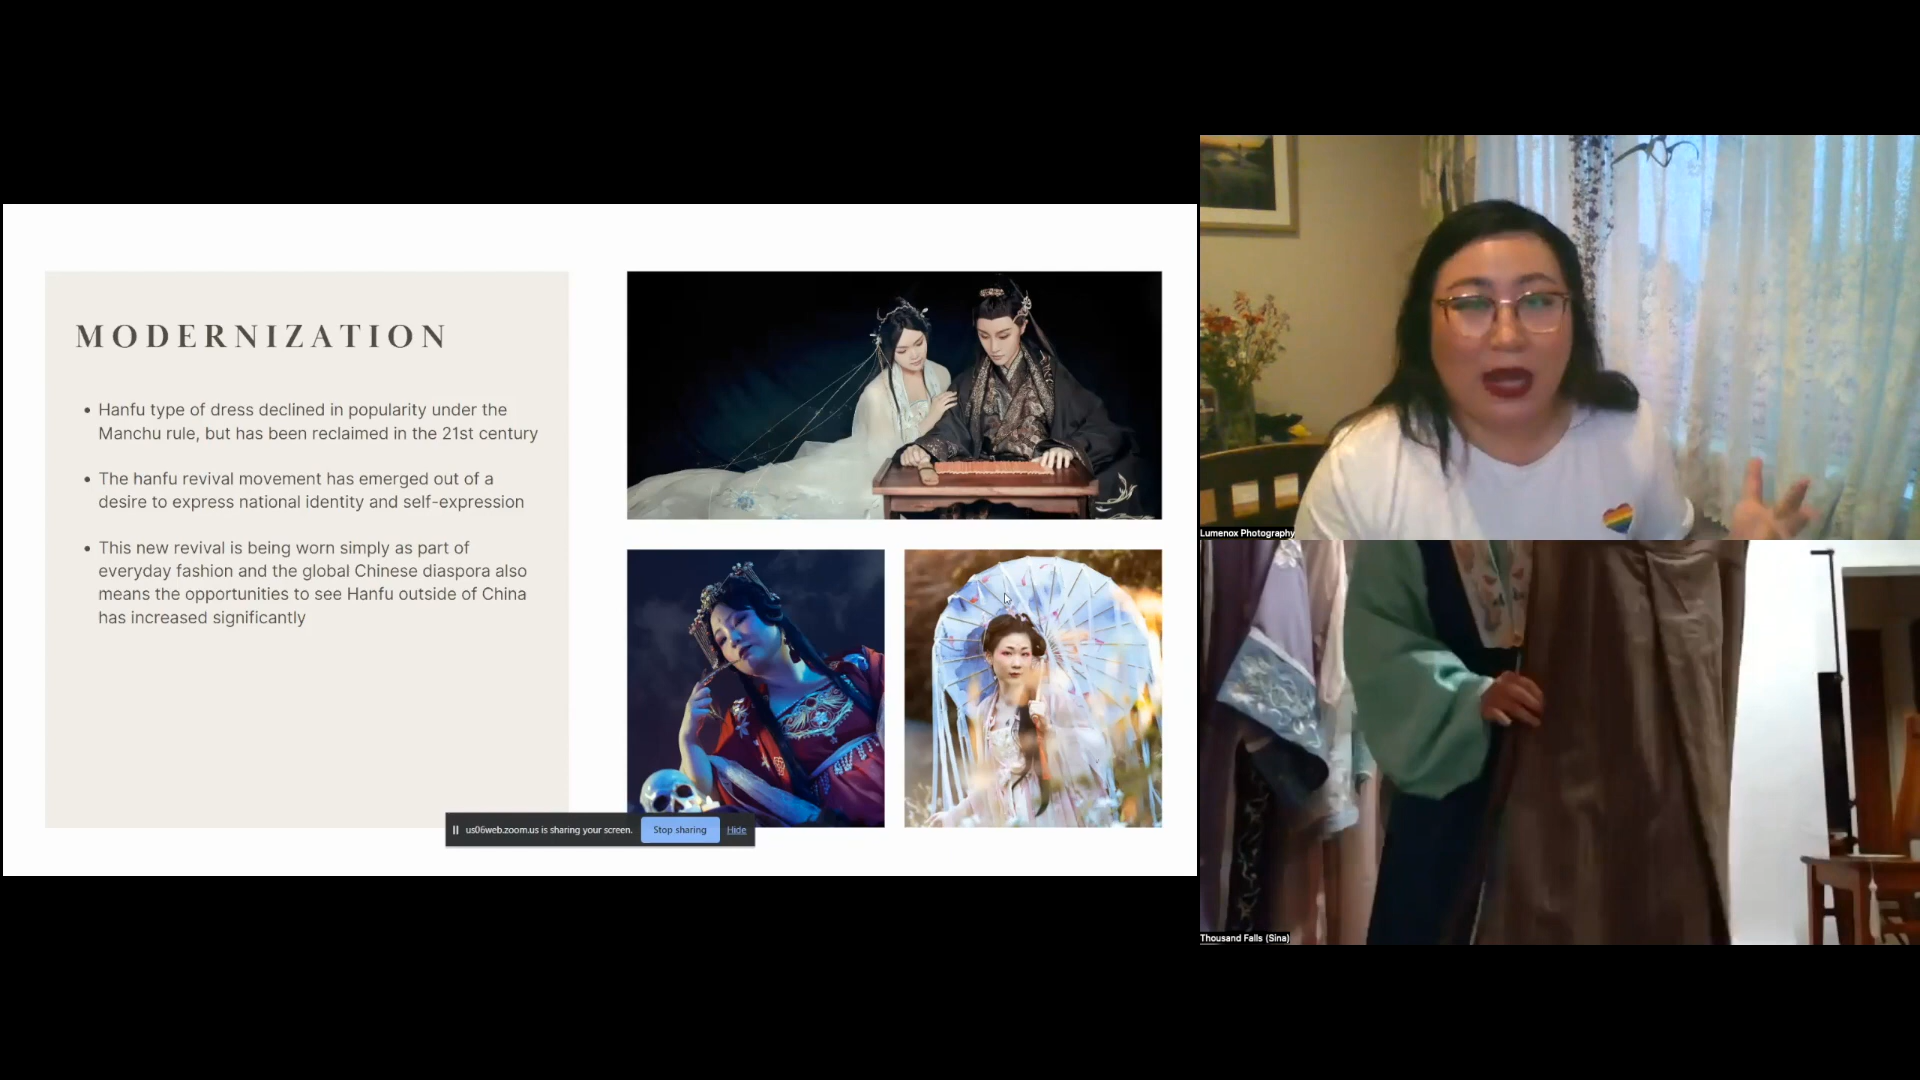 MODERNIZATION
• Hanfu type of dress declined in popularity under the
Manchu rule, but has been reclaimed in the 21st century
• The hanfu revival movement has emerged out of a
desire to express national identity and self-expression
• This new revival is being worn simply as part of
everyday fashion and the global Chinese diaspora also
means the opportunities to see Hanfu outside of China
has increased significantly
us06web.zoom.us is sharing your screen. Stop sharing Hide
Lumenox Photography
Thousand Falls (Sina)